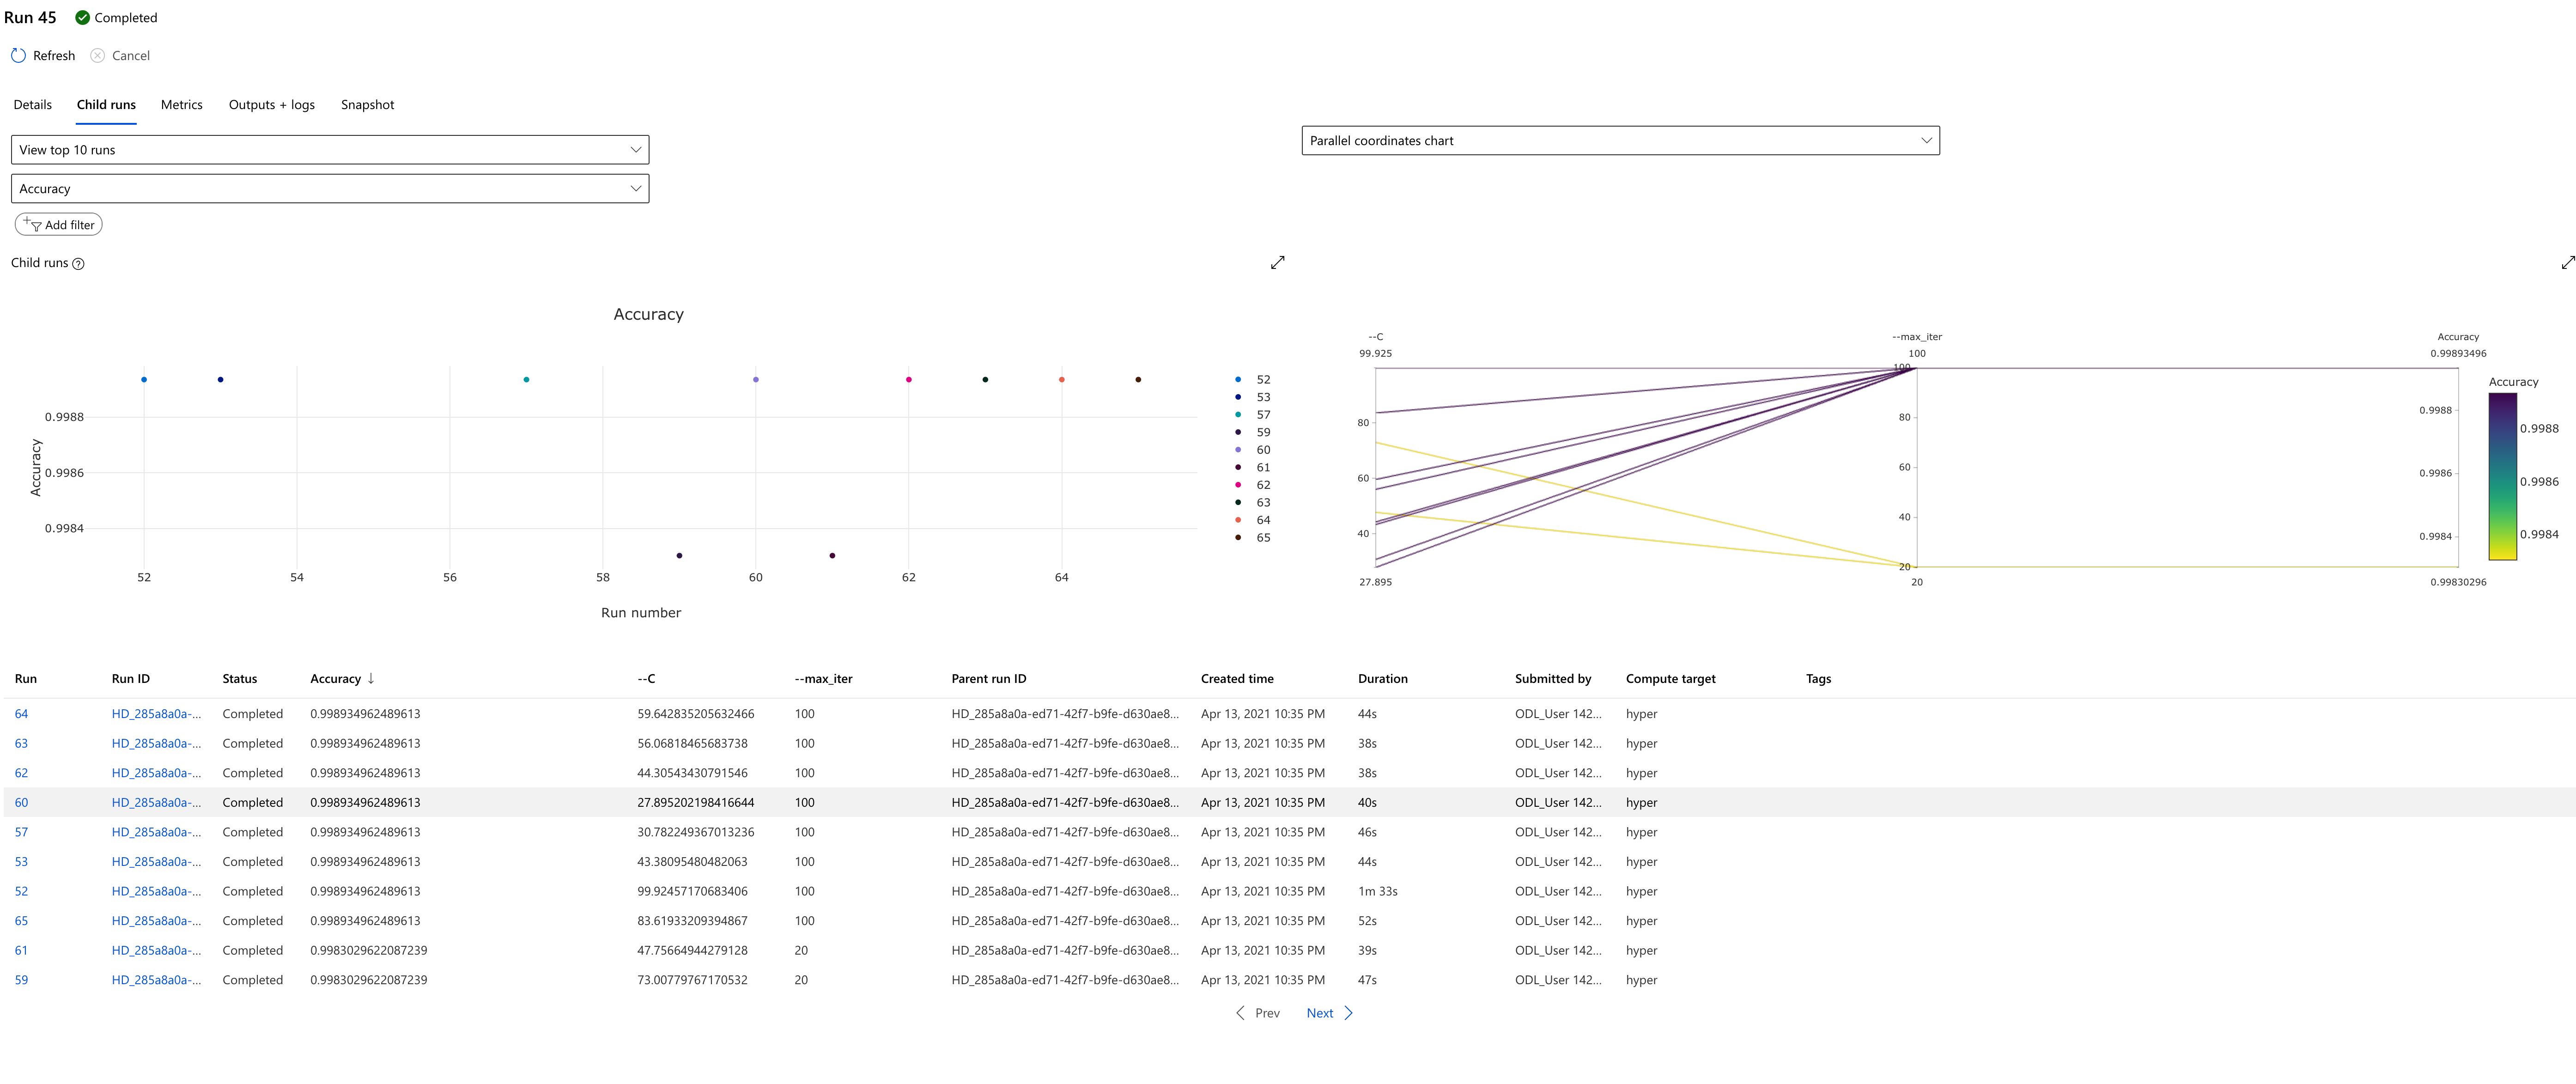 Run 45 Completed
Refresh Cancel
Details Child runs Metrics Outputs + logs Snapshot
View top 10 runs
Parallel coordinates chart
Accuracy
Add filter
Child runs
Accuracy
0.9988
0.9986
0.9984
Accuracy
52 54 56 58 60 62 64
Run number
52
53
57
59
60
61
62
63
64
65
--C --max_iter Accuracy
99.925 100 0.99893496
80
60
40
27.895
100
80
60
40
20
20
0.9988
0.9986
0.9984
0.99830296
Accuracy
0.9988
0.9986
0.9984
Run Run ID Status Accuracy ↓ --C --max_iter Parent run ID Created time Duration Submitted by Compute target Tags
64 HD_285a8a0a-... Completed 0.998934962489613 59.642835205632466 100 HD_285a8a0a-ed71-42f7-b9fe-d630ae8... Apr 13, 2021 10:35 PM 44s ODL_User 142... hyper
63 HD_285a8a0a-... Completed 0.998934962489613 56.06818465683738 100 HD_285a8a0a-ed71-42f7-b9fe-d630ae8... Apr 13, 2021 10:35 PM 38s ODL_User 142... hyper
62 HD_285a8a0a-... Completed 0.998934962489613 44.30543430791546 100 HD_285a8a0a-ed71-42f7-b9fe-d630ae8... Apr 13, 2021 10:35 PM 38s ODL_User 142... hyper
60 HD_285a8a0a-... Completed 0.998934962489613 27.895202198416644 100 HD_285a8a0a-ed71-42f7-b9fe-d630ae8... Apr 13, 2021 10:35 PM 40s ODL_User 142... hyper
57 HD_285a8a0a-... Completed 0.998934962489613 30.782249367013236 100 HD_285a8a0a-ed71-42f7-b9fe-d630ae8... Apr 13, 2021 10:35 PM 46s ODL_User 142... hyper
53 HD_285a8a0a-... Completed 0.998934962489613 43.38095480482063 100 HD_285a8a0a-ed71-42f7-b9fe-d630ae8... Apr 13, 2021 10:35 PM 44s ODL_User 142... hyper
52 HD_285a8a0a-... Completed 0.998934962489613 99.92457170683406 100 HD_285a8a0a-ed71-42f7-b9fe-d630ae8... Apr 13, 2021 10:35 PM 1m 33s ODL_User 142... hyper
65 HD_285a8a0a-... Completed 0.998934962489613 83.61933209394867 100 HD_285a8a0a-ed71-42f7-b9fe-d630ae8... Apr 13, 2021 10:35 PM 52s ODL_User 142... hyper
61 HD_285a8a0a-... Completed 0.9983029622087239 47.75664944279128 20 HD_285a8a0a-ed71-42f7-b9fe-d630ae8... Apr 13, 2021 10:35 PM 39s ODL_User 142... hyper
59 HD_285a8a0a-... Completed 0.9983029622087239 73.00779767170532 20 HD_285a8a0a-ed71-42f7-b9fe-d630ae8... Apr 13, 2021 10:35 PM 47s ODL_User 142... hyper
Prev Next